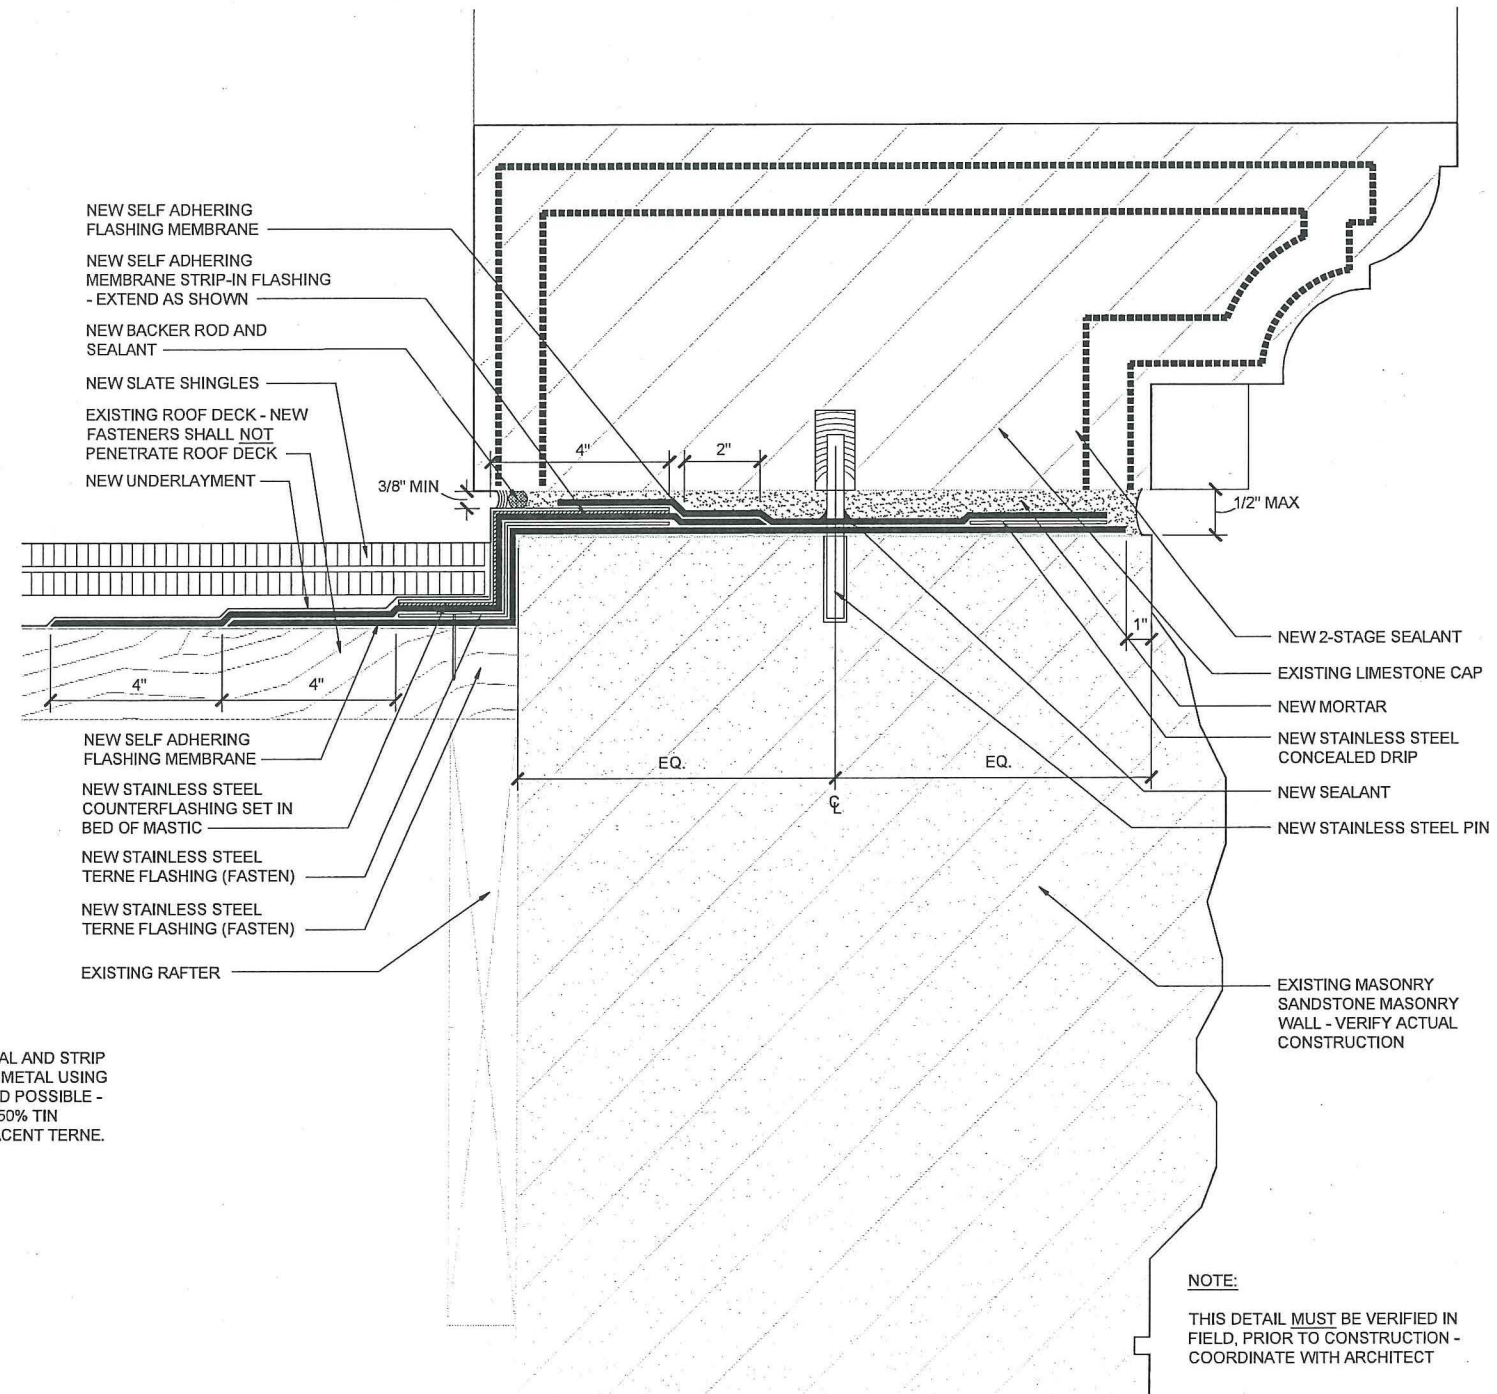 NEW SELF ADHERING
FLASHING MEMBRANE
NEW SELF ADHERING
MEMBRANE STRIP-IN FLASHING
- EXTEND AS SHOWN
NEW BACKER ROD AND
SEALANT
NEW SLATE SHINGLES
EXISTING ROOF DECK - NEW
FASTENERS SHALL NOT
PENETRATE ROOF DECK
NEW UNDERLAYMENT
3/8" MIN
4"
2"
1/2" MAX
1"
4"
4"
NEW SELF ADHERING
FLASHING MEMBRANE
NEW STAINLESS STEEL
COUNTERFLASHING SET IN
BED OF MASTIC
NEW STAINLESS STEEL
TERNE FLASHING (FASTEN)
NEW STAINLESS STEEL
TERNE FLASHING (FASTEN)
EXISTING RAFTER
EQ.
EQ.
CL
NEW 2-STAGE SEALANT
EXISTING LIMESTONE CAP
NEW MORTAR
NEW STAINLESS STEEL
CONCEALED DRIP
NEW SEALANT
NEW STAINLESS STEEL PIN
EXISTING MASONRY
SANDSTONE MASONRY
WALL - VERIFY ACTUAL
CONSTRUCTION
AL AND STRIP
METAL USING
D POSSIBLE -
50% TIN
ACENT TERNE.
NOTE:
THIS DETAIL MUST BE VERIFIED IN
FIELD, PRIOR TO CONSTRUCTION -
COORDINATE WITH ARCHITECT